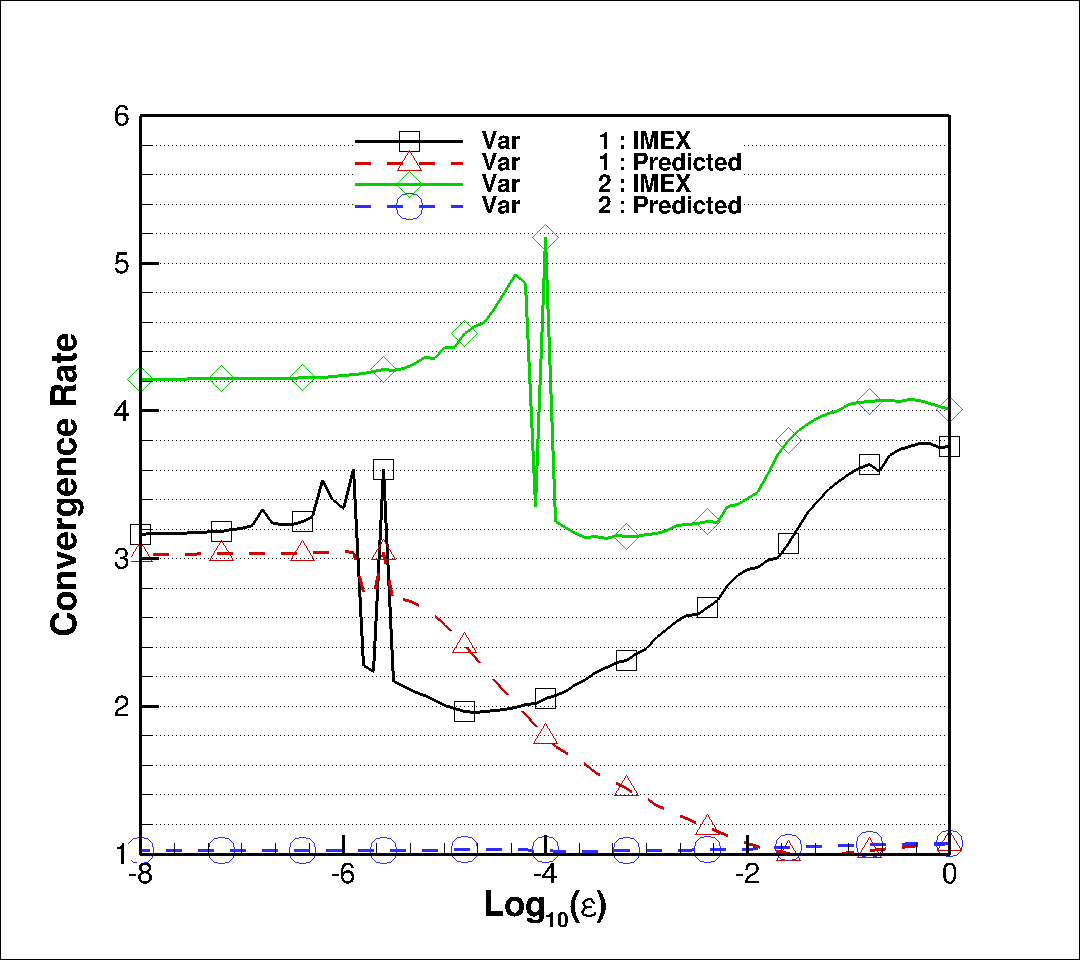 6
Var 1 : IMEX
Var 1 : Predicted
Var 2 : IMEX
Var 2 : Predicted
5
4
3
2
1
Convergence Rate
-8 -6 -4 -2 0
Log₁₀(ε)